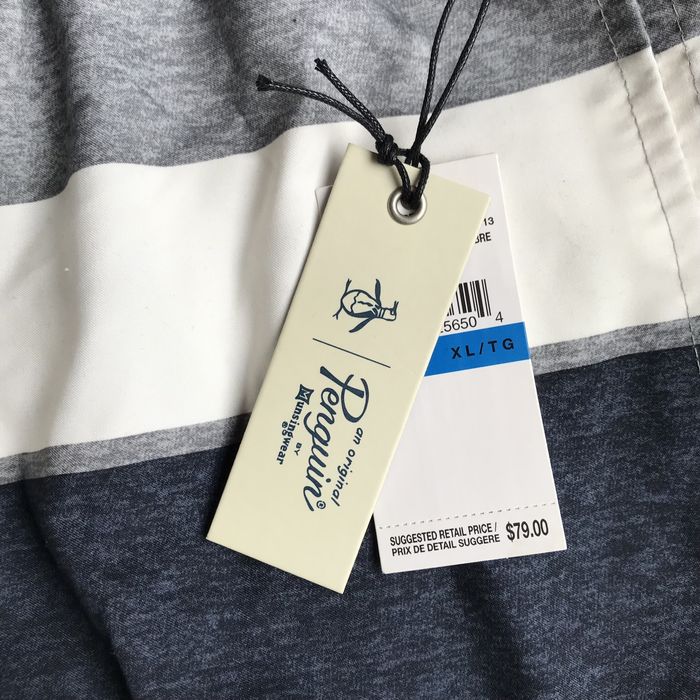 an original
Penguin®
BY
Munsingwear
®
13
BRE
5650 4
XL/TG
SUGGESTED RETAIL PRICE /
PRIX DE DETAIL SUGGERE
$79.00